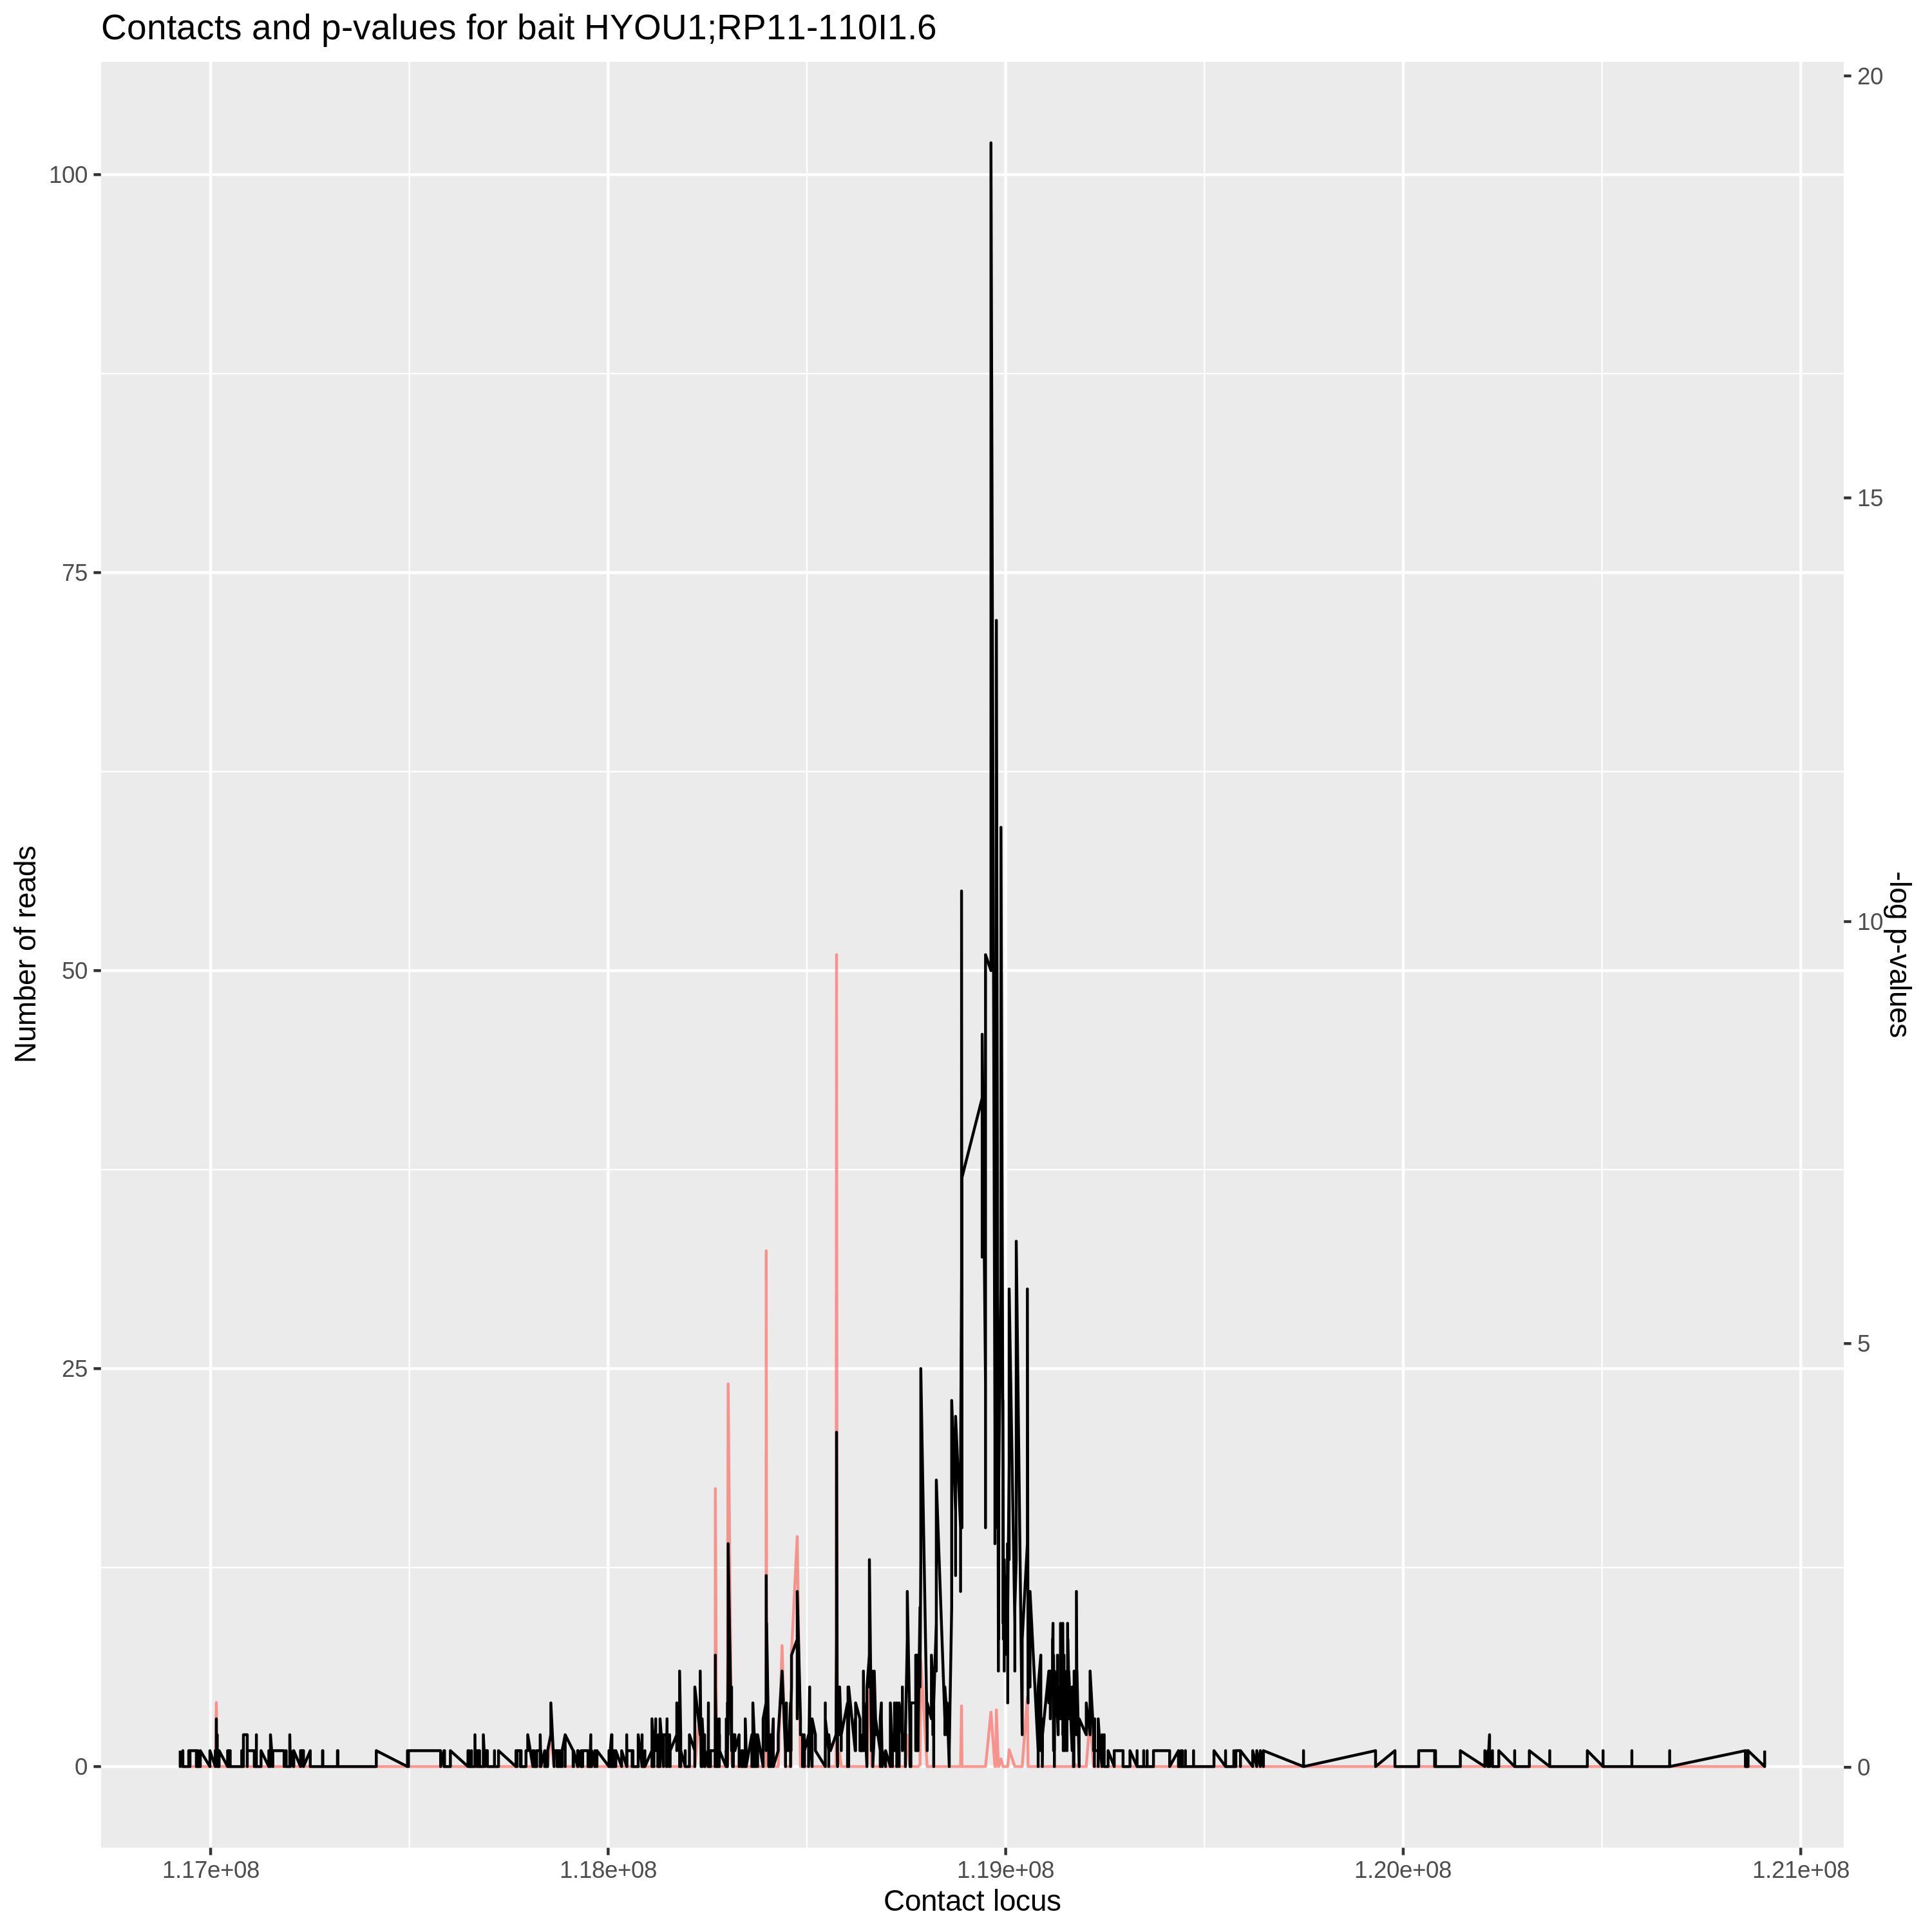 Contacts and p-values for bait HYOU1;RP11-110I1.6
100
75
50
25
0
Number of reads
20
15
10
5
0
-log p-values
1.17e+08
1.18e+08
1.19e+08
1.20e+08
1.21e+08
Contact locus